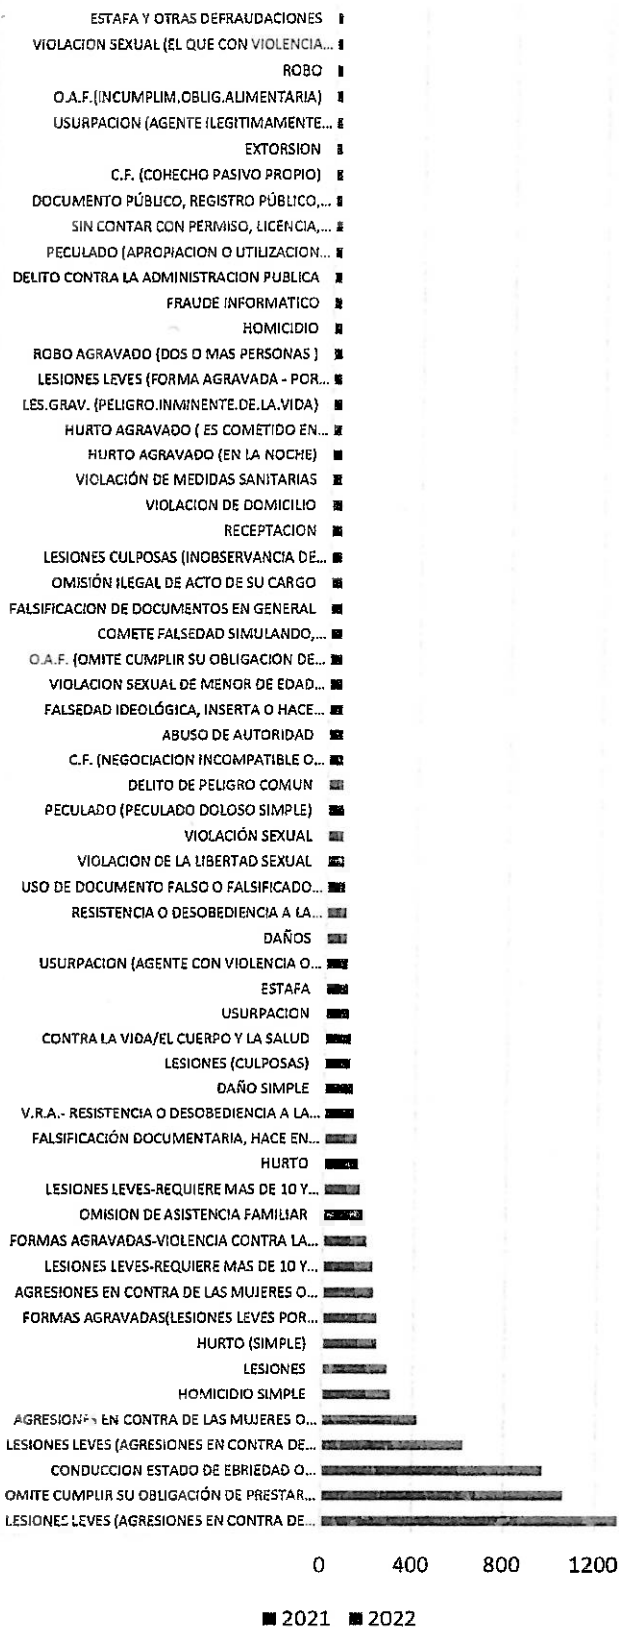 ESTAFA Y OTRAS DEFRAUDACIONES
VIOLACION SEXUAL (EL QUE CON VIOLENCIA...
ROBO
O.A.F.(INCUMPLIM.OBLIG.ALIMENTARIA)
USURPACION (AGENTE ILEGITIMAMENTE...
EXTORSION
C.F. (COHECHO PASIVO PROPIO)
DOCUMENTO PÚBLICO, REGISTRO PÚBLICO,...
SIN CONTAR CON PERMISO, LICENCIA,...
PECULADO (APROPIACION O UTILIZACION...
DELITO CONTRA LA ADMINISTRACION PUBLICA
FRAUDE INFORMATICO
HOMICIDIO
ROBO AGRAVADO (DOS O MAS PERSONAS )
LESIONES LEVES (FORMA AGRAVADA - POR...
LES.GRAV. (PELIGRO.INMINENTE.DE.LA.VIDA)
HURTO AGRAVADO ( ES COMETIDO EN...
HURTO AGRAVADO (EN LA NOCHE)
VIOLACIÓN DE MEDIDAS SANITARIAS
VIOLACION DE DOMICILIO
RECEPTACION
LESIONES CULPOSAS (INOBSERVANCIA DE...
OMISIÓN ILEGAL DE ACTO DE SU CARGO
FALSIFICACION DE DOCUMENTOS EN GENERAL
COMETE FALSEDAD SIMULANDO,...
O.A.F. (OMITE CUMPLIR SU OBLIGACIÓN DE...
VIOLACION SEXUAL DE MENOR DE EDAD...
FALSEDAD IDEOLÓGICA, INSERTA O HACE...
ABUSO DE AUTORIDAD
C.F. (NEGOCIACION INCOMPATIBLE O...
DELITO DE PELIGRO COMUN
PECULADO (PECULADO DOLOSO SIMPLE)
VIOLACIÓN SEXUAL
VIOLACION DE LA LIBERTAD SEXUAL
USO DE DOCUMENTO FALSO O FALSIFICADO...
RESISTENCIA O DESOBEDIENCIA A LA...
DAÑOS
USURPACION (AGENTE CON VIOLENCIA O...
ESTAFA
USURPACION
CONTRA LA VIDA/EL CUERPO Y LA SALUD
LESIONES (CULPOSAS)
DAÑO SIMPLE
V.R.A.- RESISTENCIA O DESOBEDIENCIA A LA...
FALSIFICACIÓN DOCUMENTARIA, HACE EN...
HURTO
LESIONES LEVES-REQUIERE MAS DE 10 Y...
OMISION DE ASISTENCIA FAMILIAR
FORMAS AGRAVADAS-VIOLENCIA CONTRA LA...
LESIONES LEVES-REQUIERE MAS DE 10 Y...
AGRESIONES EN CONTRA DE LAS MUJERES O...
FORMAS AGRAVADAS(LESIONES LEVES POR...
HURTO (SIMPLE)
LESIONES
HOMICIDIO SIMPLE
AGRESIONES EN CONTRA DE LAS MUJERES O...
LESIONES LEVES (AGRESIONES EN CONTRA DE...
CONDUCCION ESTADO DE EBRIEDAD O...
OMITE CUMPLIR SU OBLIGACIÓN DE PRESTAR...
LESIONES LEVES (AGRESIONES EN CONTRA DE...
0 400 800 1200
2021 2022